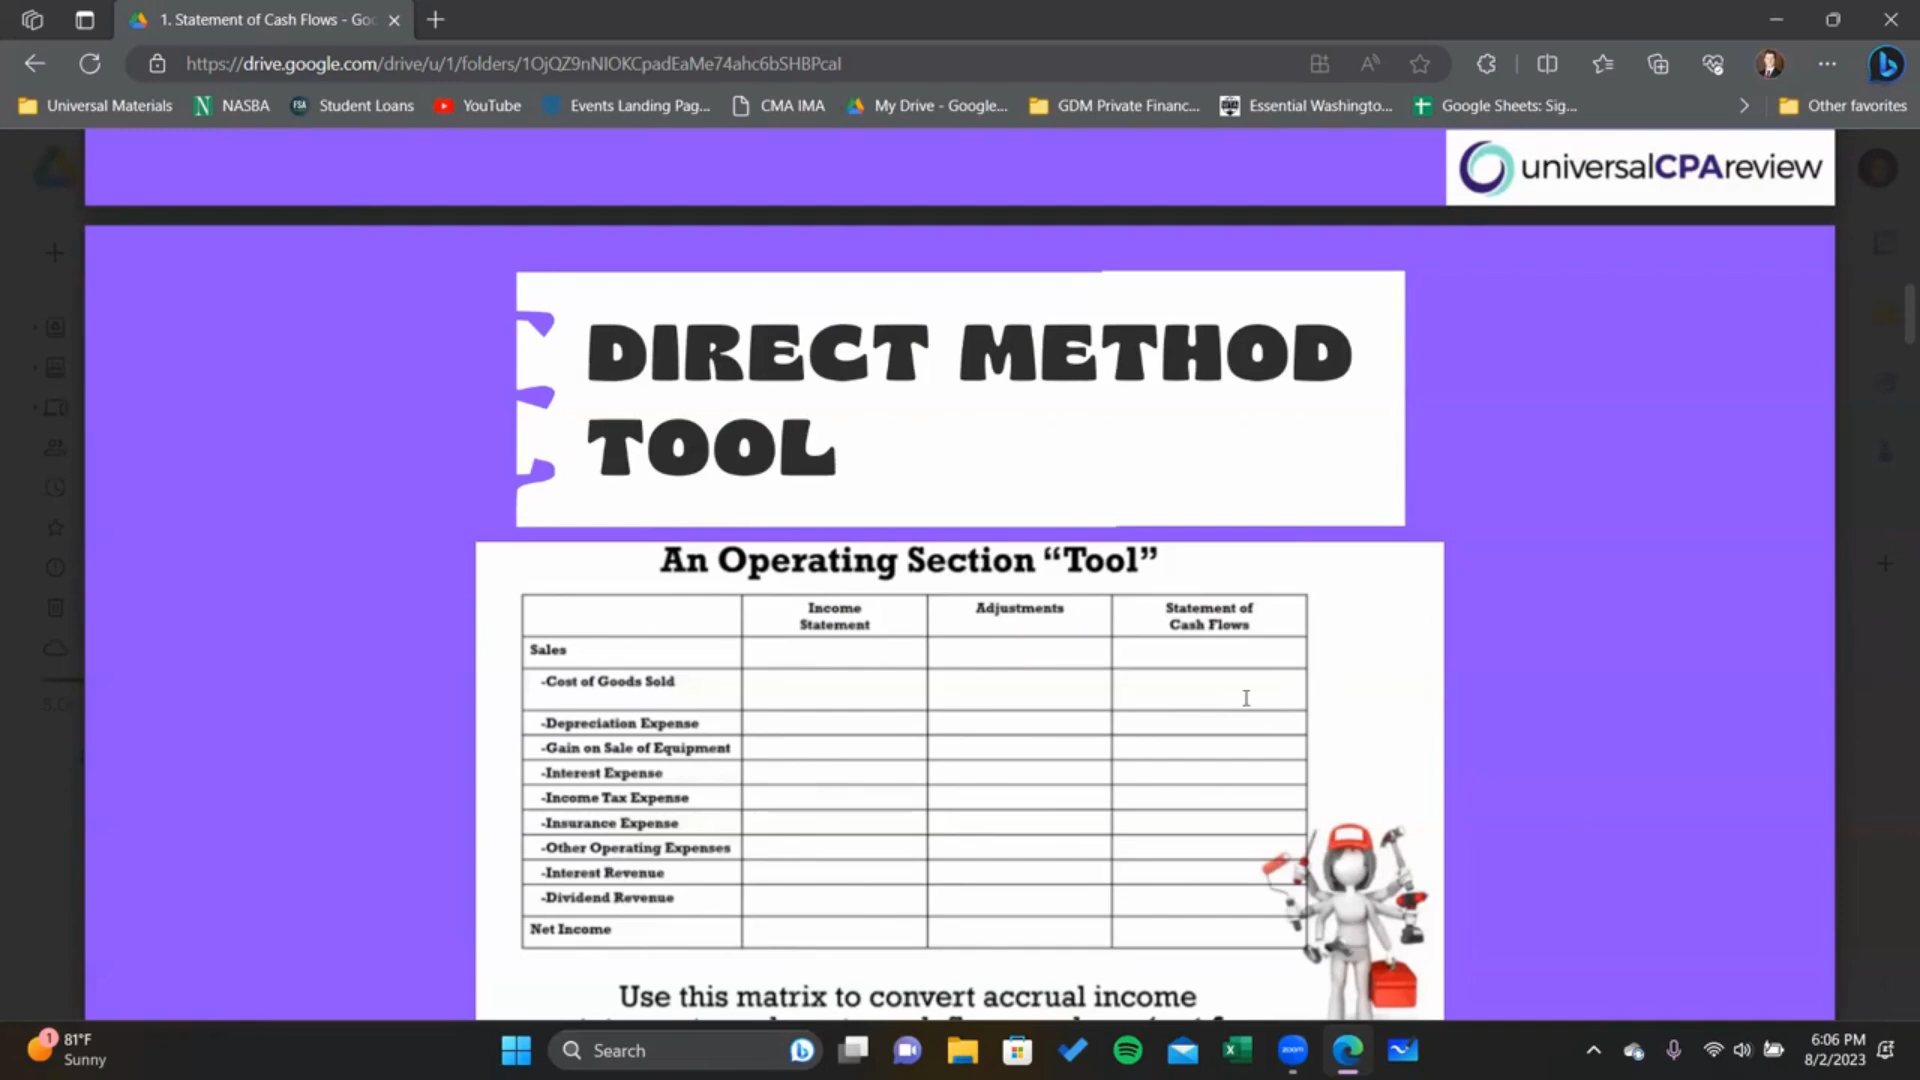 1. Statement of Cash Flows - Goo
https://drive.google.com/drive/u/1/folders/1OjQZ9nNIOKCpadEaMe74ahc6bSHBPcaI
Universal Materials
NASBA
FSA
Student Loans
YouTube
Events Landing Pag...
CMA IMA
My Drive - Google...
GDM Private Financ...
Essential Washingto...
Google Sheets: Sig...
Other favorites
universalCPAreview
DIRECT METHOD
TOOL
An Operating Section “Tool”
Income Statement
Adjustments
Statement of Cash Flows
Sales
-Cost of Goods Sold
-Depreciation Expense
-Gain on Sale of Equipment
-Interest Expense
-Income Tax Expense
-Insurance Expense
-Other Operating Expenses
-Interest Revenue
-Dividend Revenue
Net Income
Use this matrix to convert accrual income
1
81°F
Sunny
Search
zoom
6:06 PM
8/2/2023